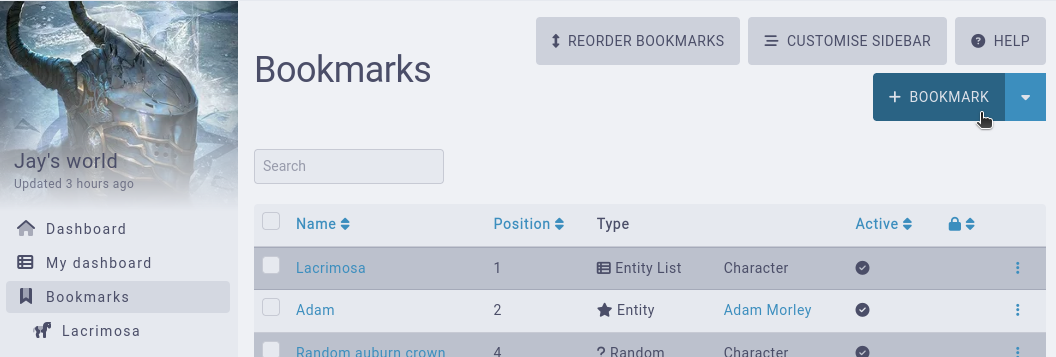 REORDER BOOKMARKS CUSTOMISE SIDEBAR HELP
Bookmarks
BOOKMARK
Jay's world
Updated 3 hours ago
Search
Dashboard
My dashboard
Bookmarks
Lacrimosa
Name Position Type Active
Lacrimosa 1 Entity List Character
Adam 2 Entity Adam Morley
Random auburn crown 4 Random Character